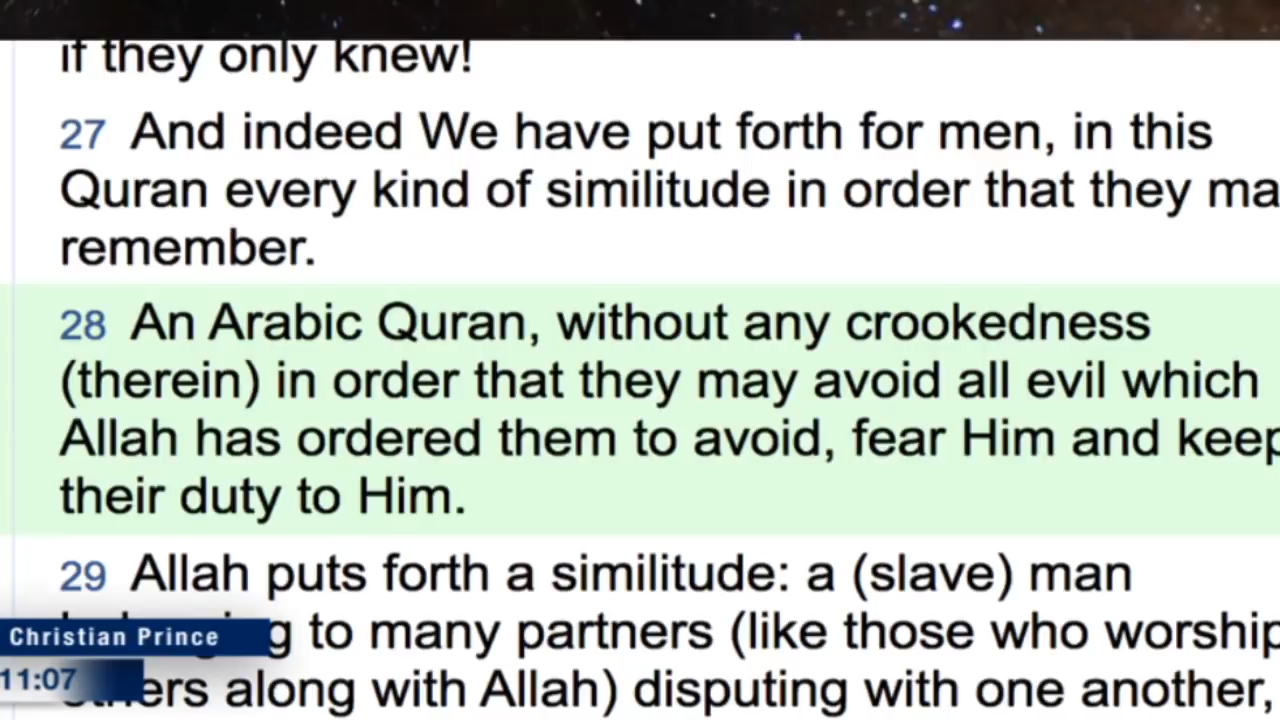 if they only knew!
27 And indeed We have put forth for men, in this
Quran every kind of similitude in order that they ma
remember.
28 An Arabic Quran, without any crookedness
(therein) in order that they may avoid all evil which
Allah has ordered them to avoid, fear Him and keep
their duty to Him.
29 Allah puts forth a similitude: a (slave) man
to many partners (like those who worship
Christian Prince
along with Allah) disputing with one another,
11:07